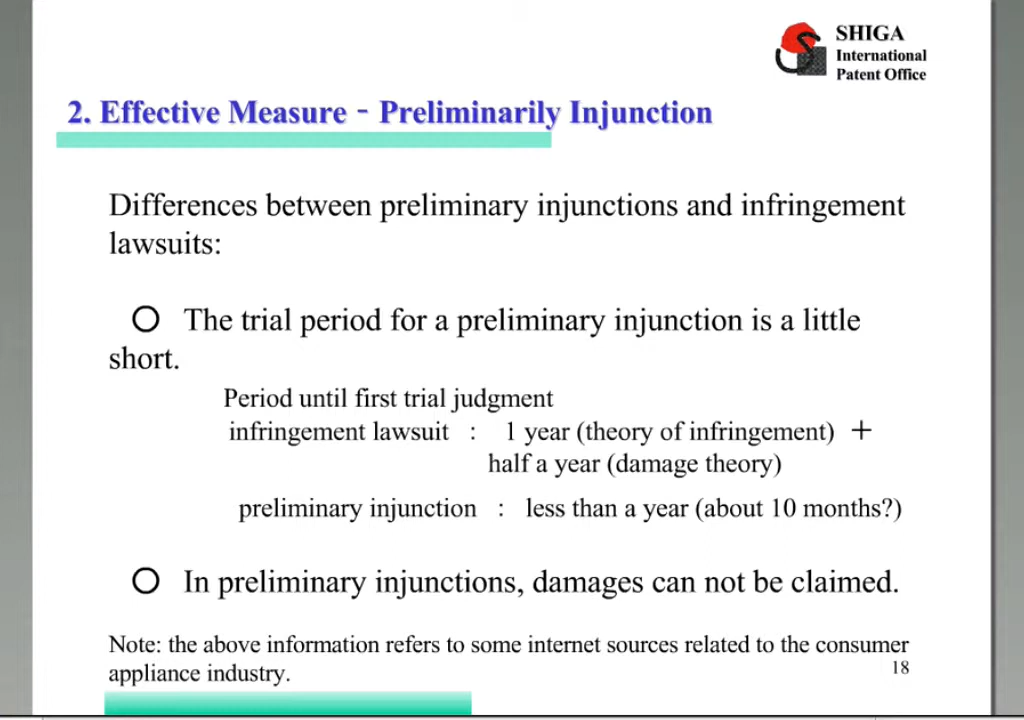 SHIGA
International
Patent Office
2. Effective Measure - Preliminarily Injunction
Differences between preliminary injunctions and infringement
lawsuits:
○ The trial period for a preliminary injunction is a little
short.
Period until first trial judgment
infringement lawsuit : 1 year (theory of infringement) +
half a year (damage theory)
preliminary injunction : less than a year (about 10 months?)
○ In preliminary injunctions, damages can not be claimed.
Note: the above information refers to some internet sources related to the consumer
appliance industry.
18